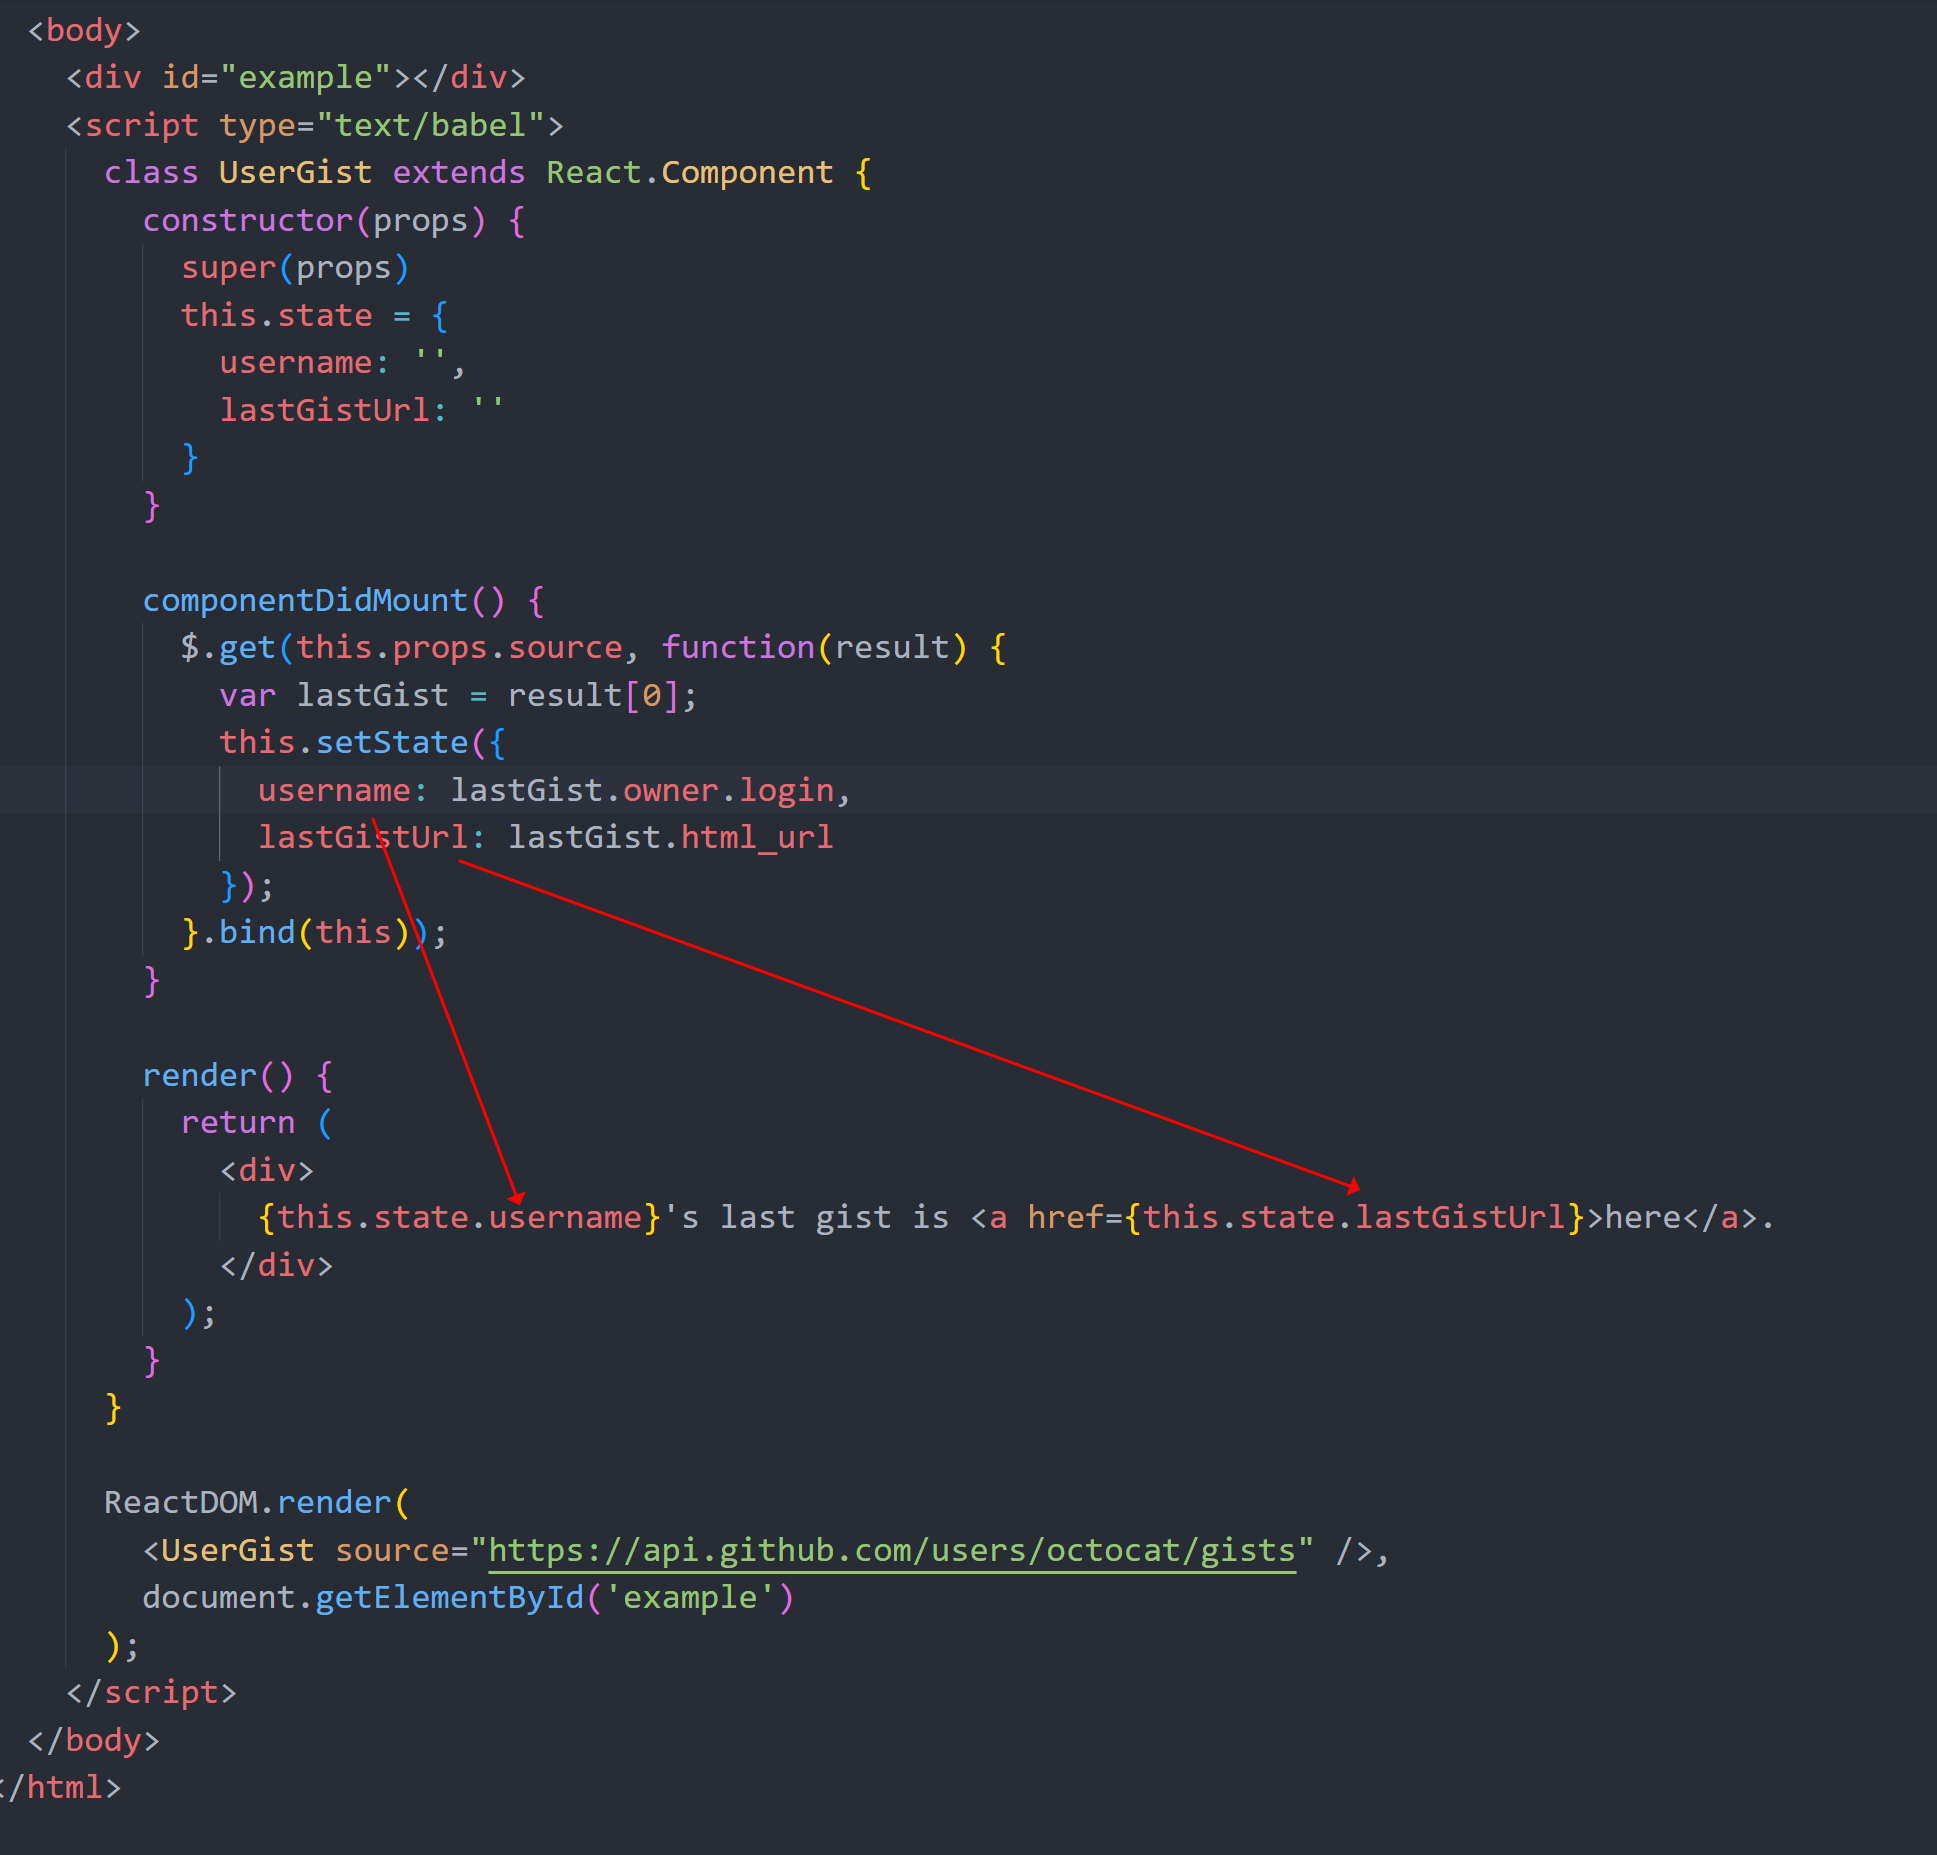 <body>
<div id="example"></div>
<script type="text/babel">
class UserGist extends React.Component {
constructor(props) {
super(props)
this.state = {
username: '',
lastGistUrl: ''
}
}
componentDidMount() {
$.get(this.props.source, function(result) {
var lastGist = result[0];
this.setState({
username: lastGist.owner.login,
lastGistUrl: lastGist.html_url
});
}.bind(this));
}
render() {
return (
<div>
{this.state.username}'s last gist is <a href={this.state.lastGistUrl}>here</a>.
</div>
);
}
}
ReactDOM.render(
<UserGist source="https://api.github.com/users/octocat/gists" />,
document.getElementById('example')
);
</script>
</body>
</html>